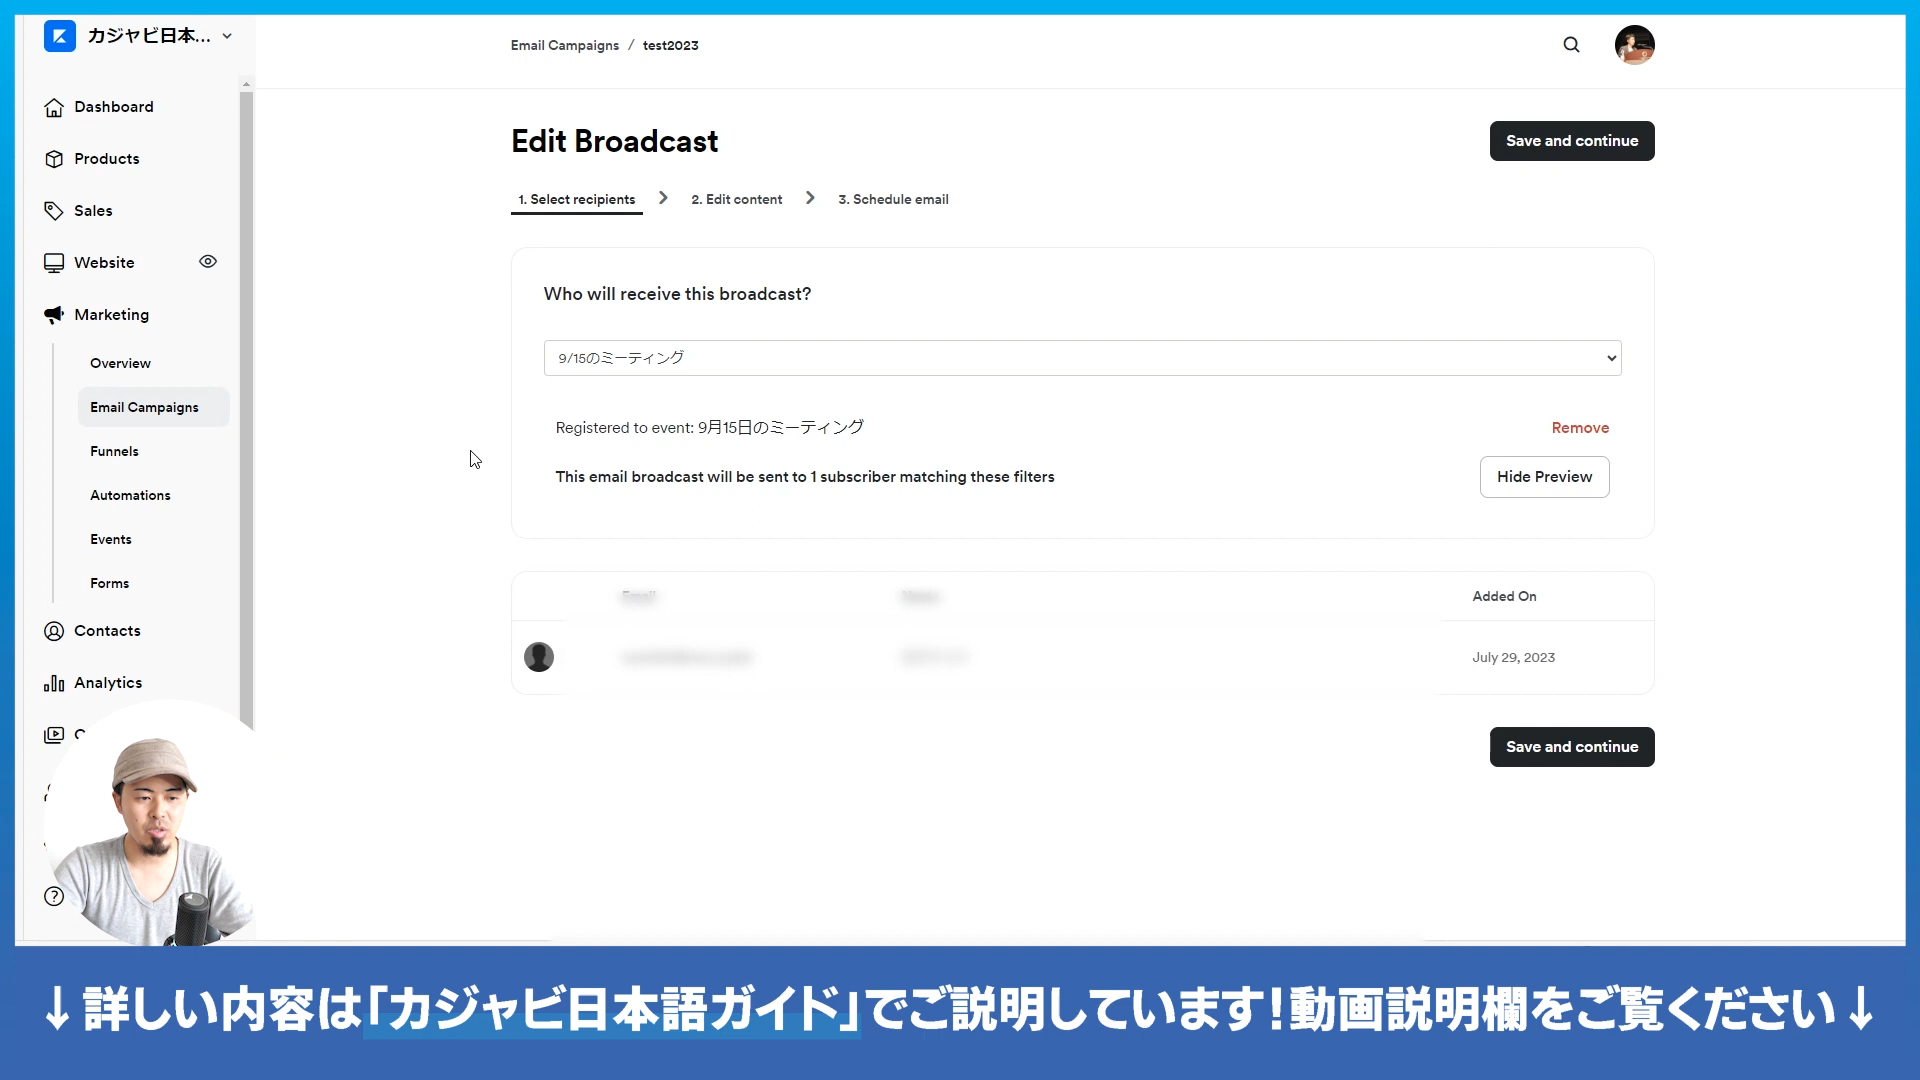 カジャビ日本...
Email Campaigns / test2023
Dashboard
Products
Sales
Website
Marketing
Overview
Email Campaigns
Funnels
Automations
Events
Forms
Contacts
Analytics
Edit Broadcast
Save and continue
1. Select recipients
2. Edit content
3. Schedule email
Who will receive this broadcast?
9/15のミーティング
Registered to event: 9月15日のミーティング
Remove
This email broadcast will be sent to 1 subscriber matching these filters
Hide Preview
Added On
July 29, 2023
Save and continue
↓詳しい内容は「カジャビ日本語ガイド」でご説明しています!動画説明欄をご覧ください↓